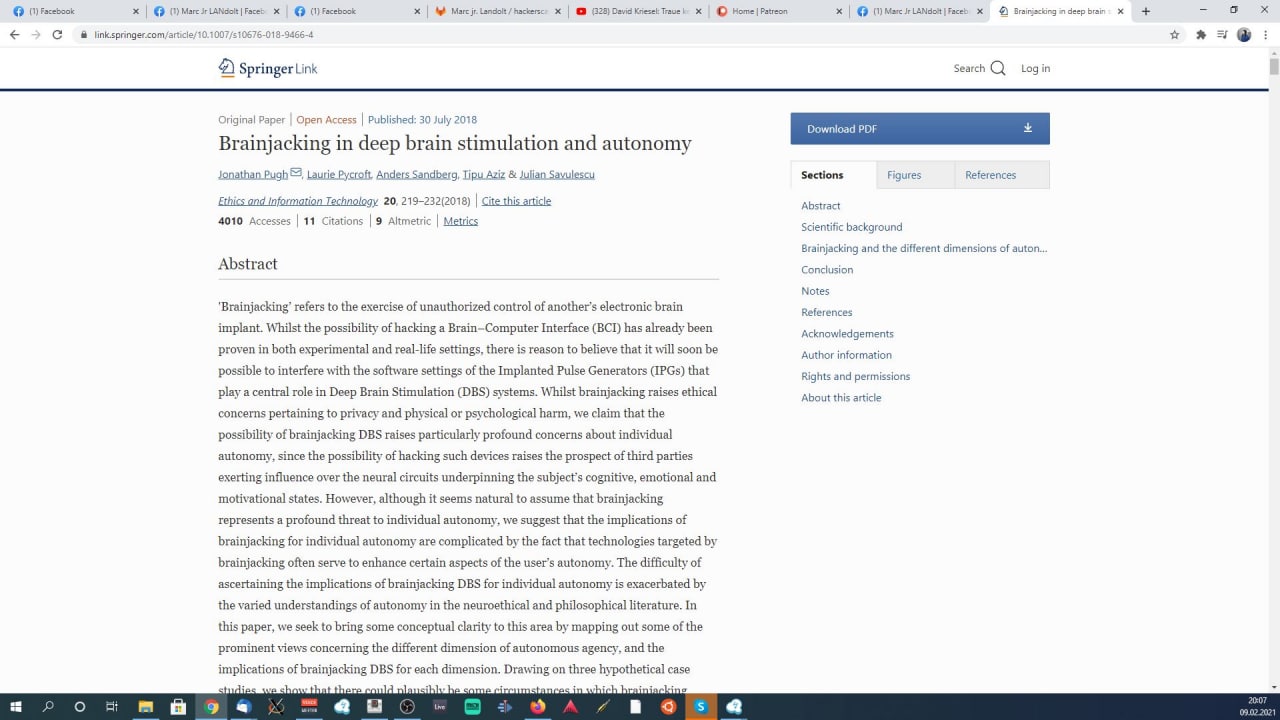 (1) Facebook
(1) Marc Jr LANdolt | Faceb
(1) Facebook
Marc jr. Landolt / hackersc
(328) David Kriesel: Traue k
Home | Patreon
(1) Marc Jr LANdolt | Faceb
Brainjacking in deep brain s
link.springer.com/article/10.1007/s10676-018-9466-4
Springer Link
Search
Log in
Original Paper | Open Access | Published: 30 July 2018
Brainjacking in deep brain stimulation and autonomy
Jonathan Pugh, Laurie Pycroft, Anders Sandberg, Tipu Aziz & Julian Savulescu
Ethics and Information Technology 20, 219–232(2018) | Cite this article
4010 Accesses | 11 Citations | 9 Altmetric | Metrics
Abstract
'Brainjacking’ refers to the exercise of unauthorized control of another’s electronic brain
implant. Whilst the possibility of hacking a Brain–Computer Interface (BCI) has already been
proven in both experimental and real-life settings, there is reason to believe that it will soon be
possible to interfere with the software settings of the Implanted Pulse Generators (IPGs) that
play a central role in Deep Brain Stimulation (DBS) systems. Whilst brainjacking raises ethical
concerns pertaining to privacy and physical or psychological harm, we claim that the
possibility of brainjacking DBS raises particularly profound concerns about individual
autonomy, since the possibility of hacking such devices raises the prospect of third parties
exerting influence over the neural circuits underpinning the subject’s cognitive, emotional and
motivational states. However, although it seems natural to assume that brainjacking
represents a profound threat to individual autonomy, we suggest that the implications of
brainjacking for individual autonomy are complicated by the fact that technologies targeted by
brainjacking often serve to enhance certain aspects of the user’s autonomy. The difficulty of
ascertaining the implications of brainjacking DBS for individual autonomy is exacerbated by
the varied understandings of autonomy in the neuroethical and philosophical literature. In
this paper, we seek to bring some conceptual clarity to this area by mapping out some of the
prominent views concerning the different dimension of autonomous agency, and the
implications of brainjacking DBS for each dimension. Drawing on three hypothetical case
studies, we show that there could plausibly be some circumstances in which brainjacking
Download PDF
Sections
Figures
References
Abstract
Scientific background
Brainjacking and the different dimensions of auton...
Conclusion
Notes
References
Acknowledgements
Author information
Rights and permissions
About this article
Live
20:07
09.02.2021